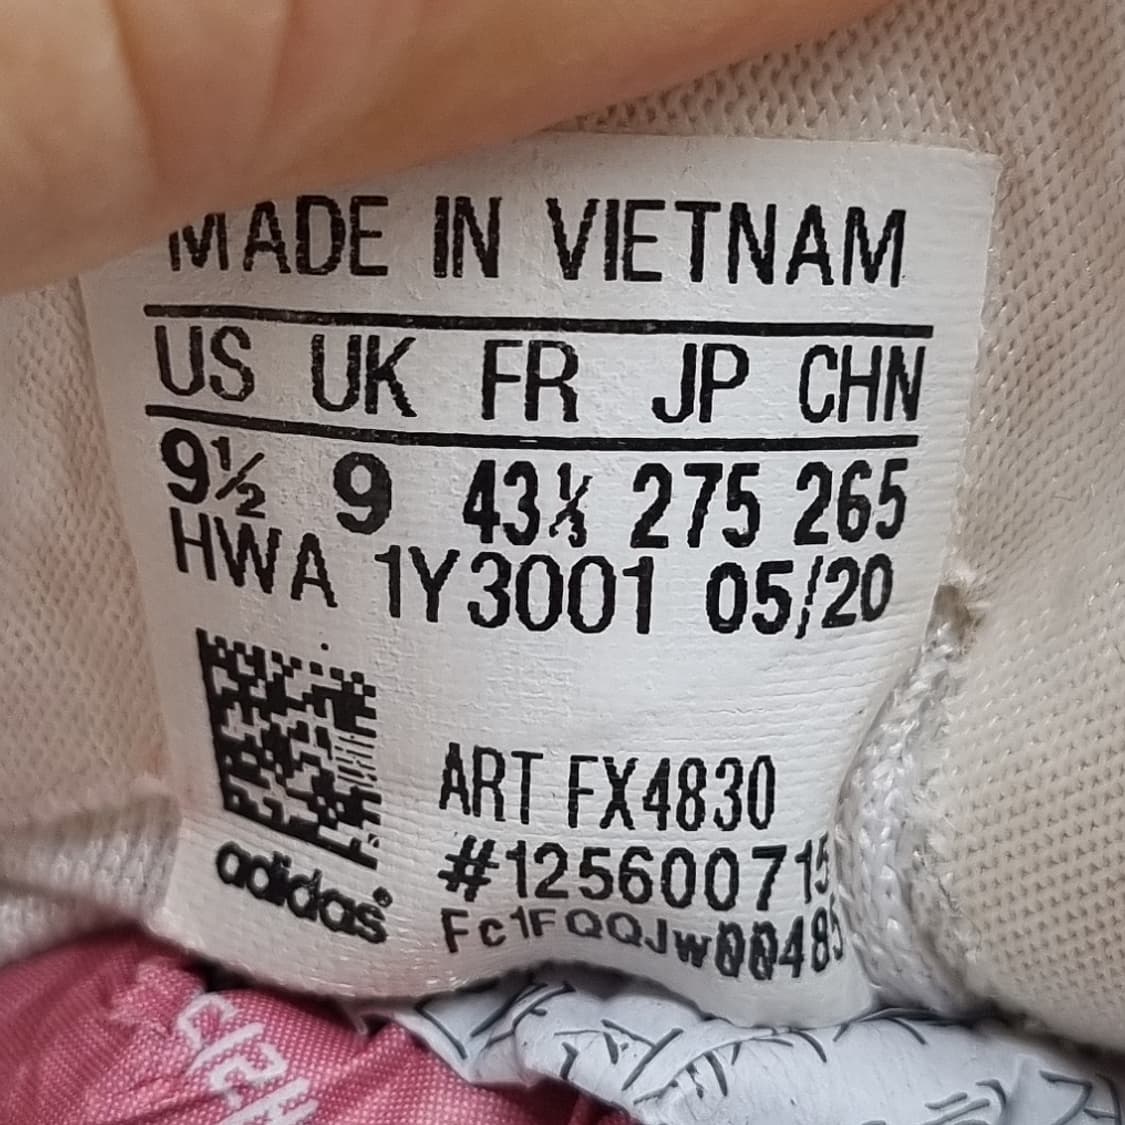 MADE IN VIETNAM
US UK FR JP CHN
9½ 9 43⅓ 275 265
HWA 1Y3001 05/20
ART FX4830
#125600715
adidas®
Fc1FQQJw00485